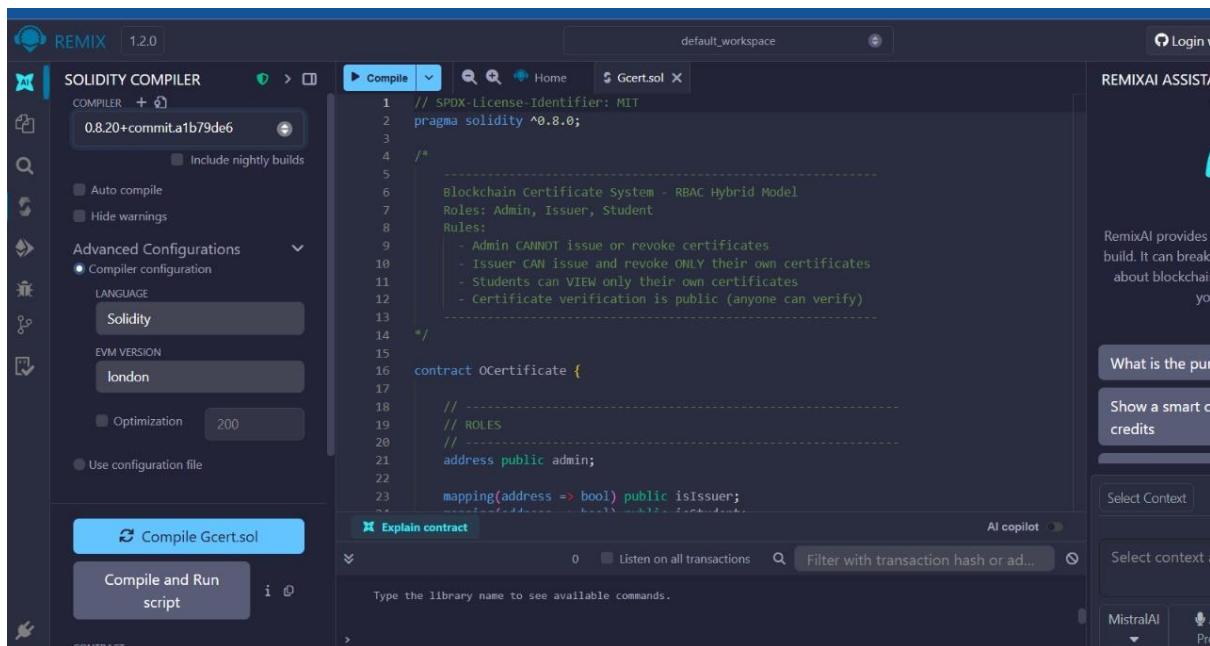 REMIX 1.2.0
default_workspace
Login
SOLIDITY COMPILER
COMPILER
0.8.20+commit.a1b79de6
Include nightly builds
Auto compile
Hide warnings
Advanced Configurations
Compiler configuration
LANGUAGE
Solidity
EVM VERSION
london
Optimization 200
Use configuration file
Compile Gcert.sol
Compile and Run script
i
Compile Home Gcert.sol
1 // SPDX-License-Identifier: MIT
2 pragma solidity ^0.8.0;
3
4 /*
5 ------------------------------------------------------------
6 Blockchain Certificate System - RBAC Hybrid Model
7 Roles: Admin, Issuer, Student
8 Rules:
9 - Admin CANNOT issue or revoke certificates
10 - Issuer CAN issue and revoke ONLY their own certificates
11 - Students can VIEW only their own certificates
12 - Certificate verification is public (anyone can verify)
13 ------------------------------------------------------------
14 */
15
16 contract OCertificate {
17
18 // ------------------------------------------------------------
19 // ROLES
20 // ------------------------------------------------------------
21 address public admin;
22
23 mapping(address => bool) public isIssuer;
Explain contract
AI copilot
0 Listen on all transactions Filter with transaction hash or ad...
Type the library name to see available commands.
>
REMIXAI ASSISTA
RemixAI provides
build. It can break
about blockchai
yo
What is the pur
Show a smart c
credits
Select Context
Select context
MistralAI